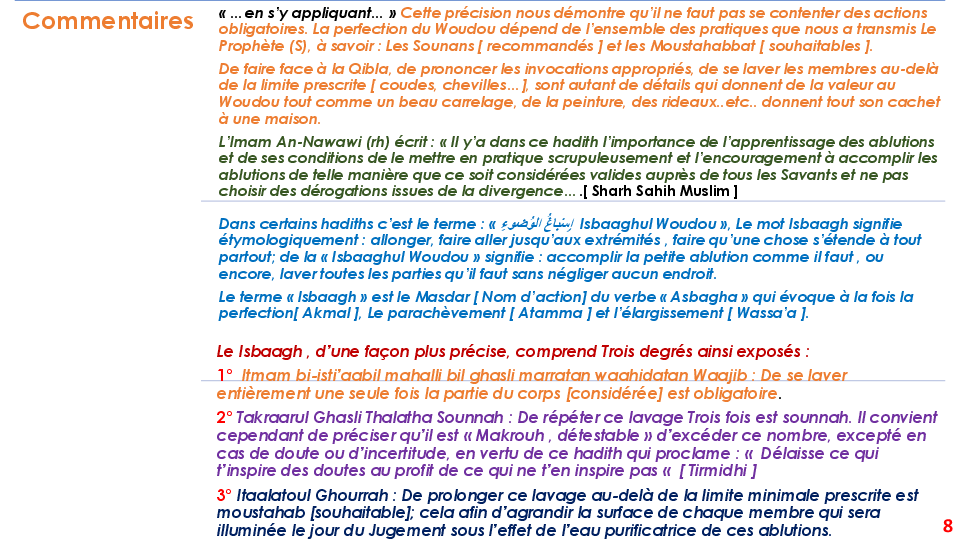 Commentaires
« ...en s’y appliquant... » Cette précision nous démontre qu’il ne faut pas se contenter des actions
obligatoires. La perfection du Woudou dépend de l’ensemble des pratiques que nous a transmis Le
Prophète (S), à savoir : Les Sounans [ recommandés ] et les Moustahabbat [ souhaitables ].
De faire face à la Qibla, de prononcer les invocations appropriés, de se laver les membres au-delà
de la limite prescrite [ coudes, chevilles...], sont autant de détails qui donnent de la valeur au
Woudou tout comme un beau carrelage, de la peinture, des rideaux..etc.. donnent tout son cachet
à une maison.
L’Imam An-Nawawi (rh) écrit : « Il y’a dans ce hadith l’importance de l’apprentissage des ablutions
et de ses conditions de le mettre en pratique scrupuleusement et l’encouragement à accomplir les
ablutions de telle manière que ce soit considérées valides auprès de tous les Savants et ne pas
choisir des dérogations issues de la divergence... .[ Sharh Sahih Muslim ]
Dans certains hadiths c’est le terme : « إِسْبَاغُ الْوُضُوءِ Isbaaghul Woudou », Le mot Isbaagh signifie
étymologiquement : allonger, faire aller jusqu’aux extrémités , faire qu’une chose s’étende à tout
partout; de la « Isbaaghul Woudou » signifie : accomplir la petite ablution comme il faut , ou
encore, laver toutes les parties qu’il faut sans négliger aucun endroit.
Le terme « Isbaagh » est le Masdar [ Nom d’action] du verbe « Asbagha » qui évoque à la fois la
perfection[ Akmal ], Le parachèvement [ Atamma ] et l’élargissement [ Wassa’a ].
Le Isbaagh , d’une façon plus précise, comprend Trois degrés ainsi exposés :
1° Itmam bi-isti’aabil mahalli bil ghasli marratan waahidatan Waajib : De se laver
entièrement une seule fois la partie du corps [considérée] est obligatoire.
2° Takraarul Ghasli Thalatha Sounnah : De répéter ce lavage Trois fois est sounnah. Il convient
cependant de préciser qu’il est « Makrouh , détestable » d’excéder ce nombre, excepté en
cas de doute ou d’incertitude, en vertu de ce hadith qui proclame : « Délaisse ce qui
t’inspire des doutes au profit de ce qui ne t’en inspire pas « [ Tirmidhi ]
3° Itaalatoul Ghourrah : De prolonger ce lavage au-delà de la limite minimale prescrite est
moustahab [souhaitable]; cela afin d’agrandir la surface de chaque membre qui sera
illuminée le jour du Jugement sous l’effet de l’eau purificatrice de ces ablutions.
8